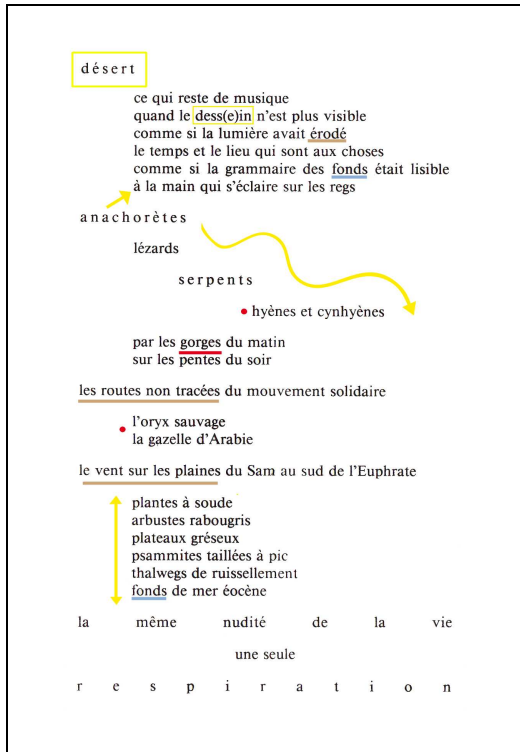 désert
ce qui reste de musique
quand le dess(e)in n'est plus visible
comme si la lumière avait érodé
le temps et le lieu qui sont aux choses
comme si la grammaire des fonds était lisible
à la main qui s'éclaire sur les regs
anachorètes
lézards
serpents
hyènes et cynhyènes
par les gorges du matin
sur les pentes du soir
les routes non tracées du mouvement solidaire
l'oryx sauvage
la gazelle d'Arabie
le vent sur les plaines du Sam au sud de l'Euphrate
plantes à soude
arbustes rabougris
plateaux gréseux
psammites taillées à pic
thalwegs de ruissellement
fonds de mer éocène
la même nudité de la vie
une seule
respiration